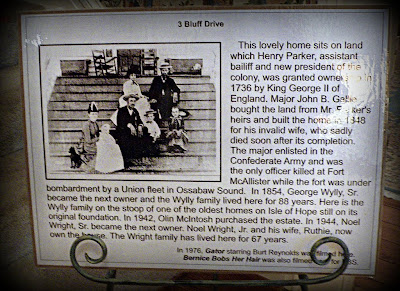 3 Bluff Drive
This lovely home sits on land
which Henry Parker, assistant
bailiff and new president of the
colony, was granted ownership in
1736 by King George II of
England. Major John B. Gallie
bought the land from Mr. Parker's
heirs and built the home in 1848
for his invalid wife, who sadly
died soon after its completion.
The major enlisted in the
Confederate Army and was
the only officer killed at Fort
McAllister while the fort was under
bombardment by a Union fleet in Ossabaw Sound. In 1854, George Wylly, Sr.
became the next owner and the Wylly family lived here for 88 years. Here is the
Wylly family on the stoop of one of the oldest homes on Isle of Hope still on its
original foundation. In 1942, Olin McIntosh purchased the estate. In 1944, Noel
Wright, Sr. became the next owner. Noel Wright, Jr. and his wife, Ruthie, now
own the house. The Wright family has lived here for 67 years.
In 1976, Gator starring Burt Reynolds was filmed here.
Bernice Bobs Her Hair was also filmed for PBS.